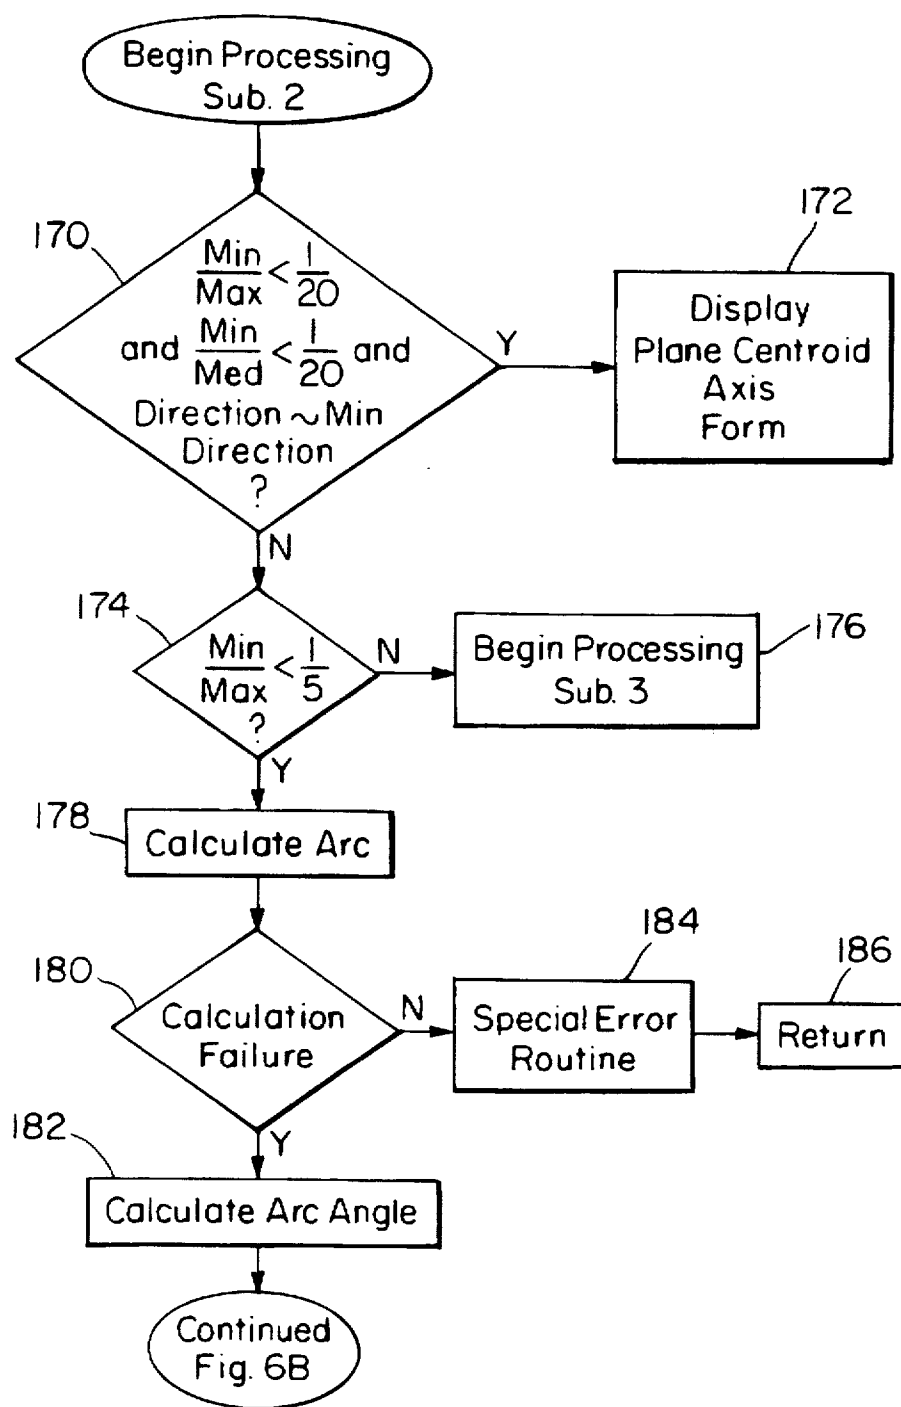 Begin Processing
Sub. 2
170
Min/Max < 1/20
and Min/Med < 1/20 and
Direction ~ Min
Direction
?
Y
172
Display
Plane Centroid
Axis
Form
N
174
Min/Max < 1/5
?
N
Begin Processing
Sub. 3
176
Y
178
Calculate Arc
180
Calculation
Failure
N
184
Special Error
Routine
186
Return
Y
182
Calculate Arc Angle
Continued
Fig. 6B